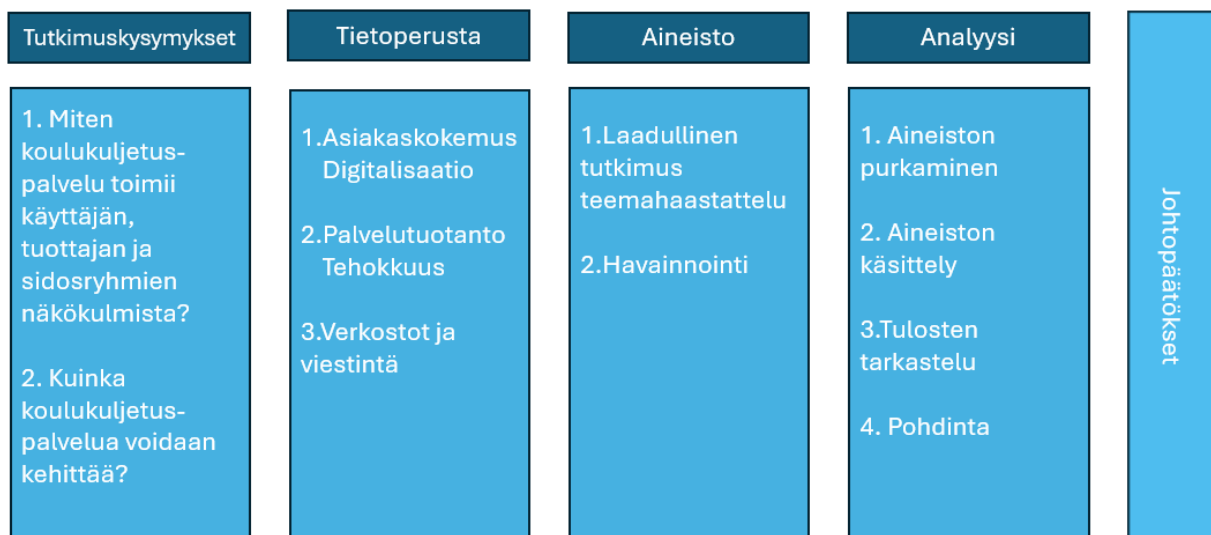 Tutkimuskysymykset
1. Miten
koulukuljetus-
palvelu toimii
käyttäjän,
tuottajan ja
sidosryhmien
näkökulmista?
2. Kuinka
koulukuljetus-
palvelua voidaan
kehittää?
Tietoperusta
1.Asiakaskokemus
Digitalisaatio
2.Palvelutuotanto
Tehokkuus
3.Verkostot ja
viestintä
Aineisto
1.Laadullinen
tutkimus
teemahaastattelu
2.Havainnointi
Analyysi
1. Aineiston
purkaminen
2. Aineiston
käsittely
3.Tulosten
tarkastelu
4. Pohdinta
Johtopäätökset